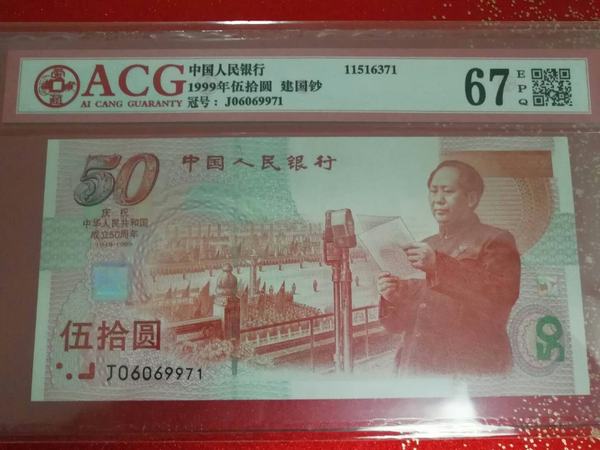 ACG
AI CANG GUARANTY
中国人民银行
1999年伍拾圆 建国钞
冠号：J06069971
11516371
67
EPQ
50
中国人民银行
庆祝
中华人民共和国
成立50周年
1949-1999
伍拾圆
J06069971
50